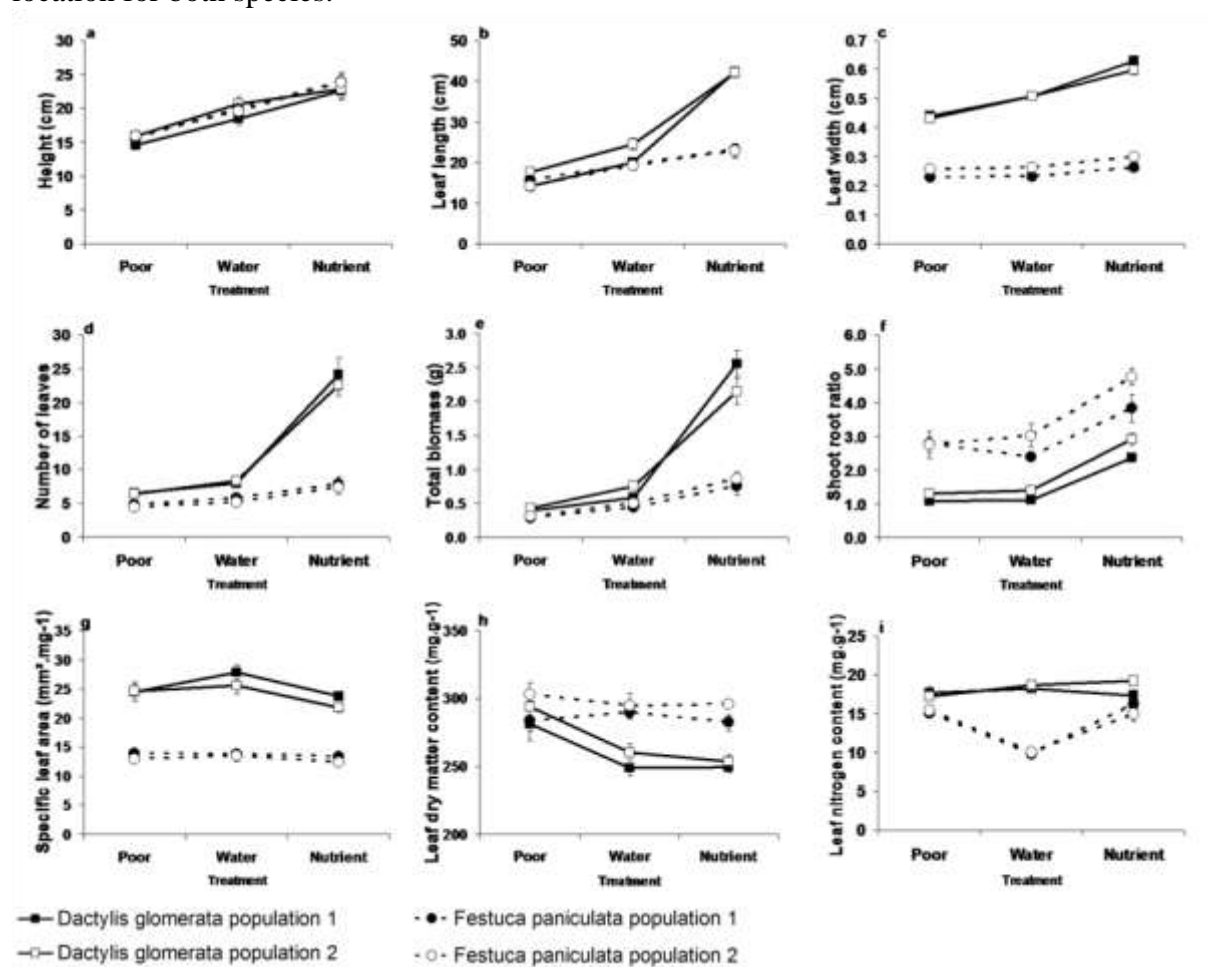 location for both species.
a
Height (cm)
30
25
20
15
10
5
0
Poor Water Nutrient
Treatment
b
Leaf length (cm)
50
40
30
20
10
0
Poor Water Nutrient
Treatment
c
Leaf width (cm)
0.7
0.6
0.5
0.4
0.3
0.2
0.1
0.0
Poor Water Nutrient
Treatment
d
Number of leaves
30
25
20
15
10
5
0
Poor Water Nutrient
Treatment
e
Total biomass (g)
3.0
2.5
2.0
1.5
1.0
0.5
0.0
Poor Water Nutrient
Treatment
f
Shoot root ratio
6.0
5.0
4.0
3.0
2.0
1.0
0.0
Poor Water Nutrient
Treatment
g
Specific leaf area (mm².mg-1)
35
30
25
20
15
10
5
0
Poor Water Nutrient
Treatment
h
Leaf dry matter content (mg.g-1)
350
300
250
200
Poor Water Nutrient
Treatment
i
Leaf nitrogen content (mg.g-1)
25
20
15
10
5
0
Poor Water Nutrient
Treatment
Dactylis glomerata population 1
Festuca paniculata population 1
Dactylis glomerata population 2
Festuca paniculata population 2